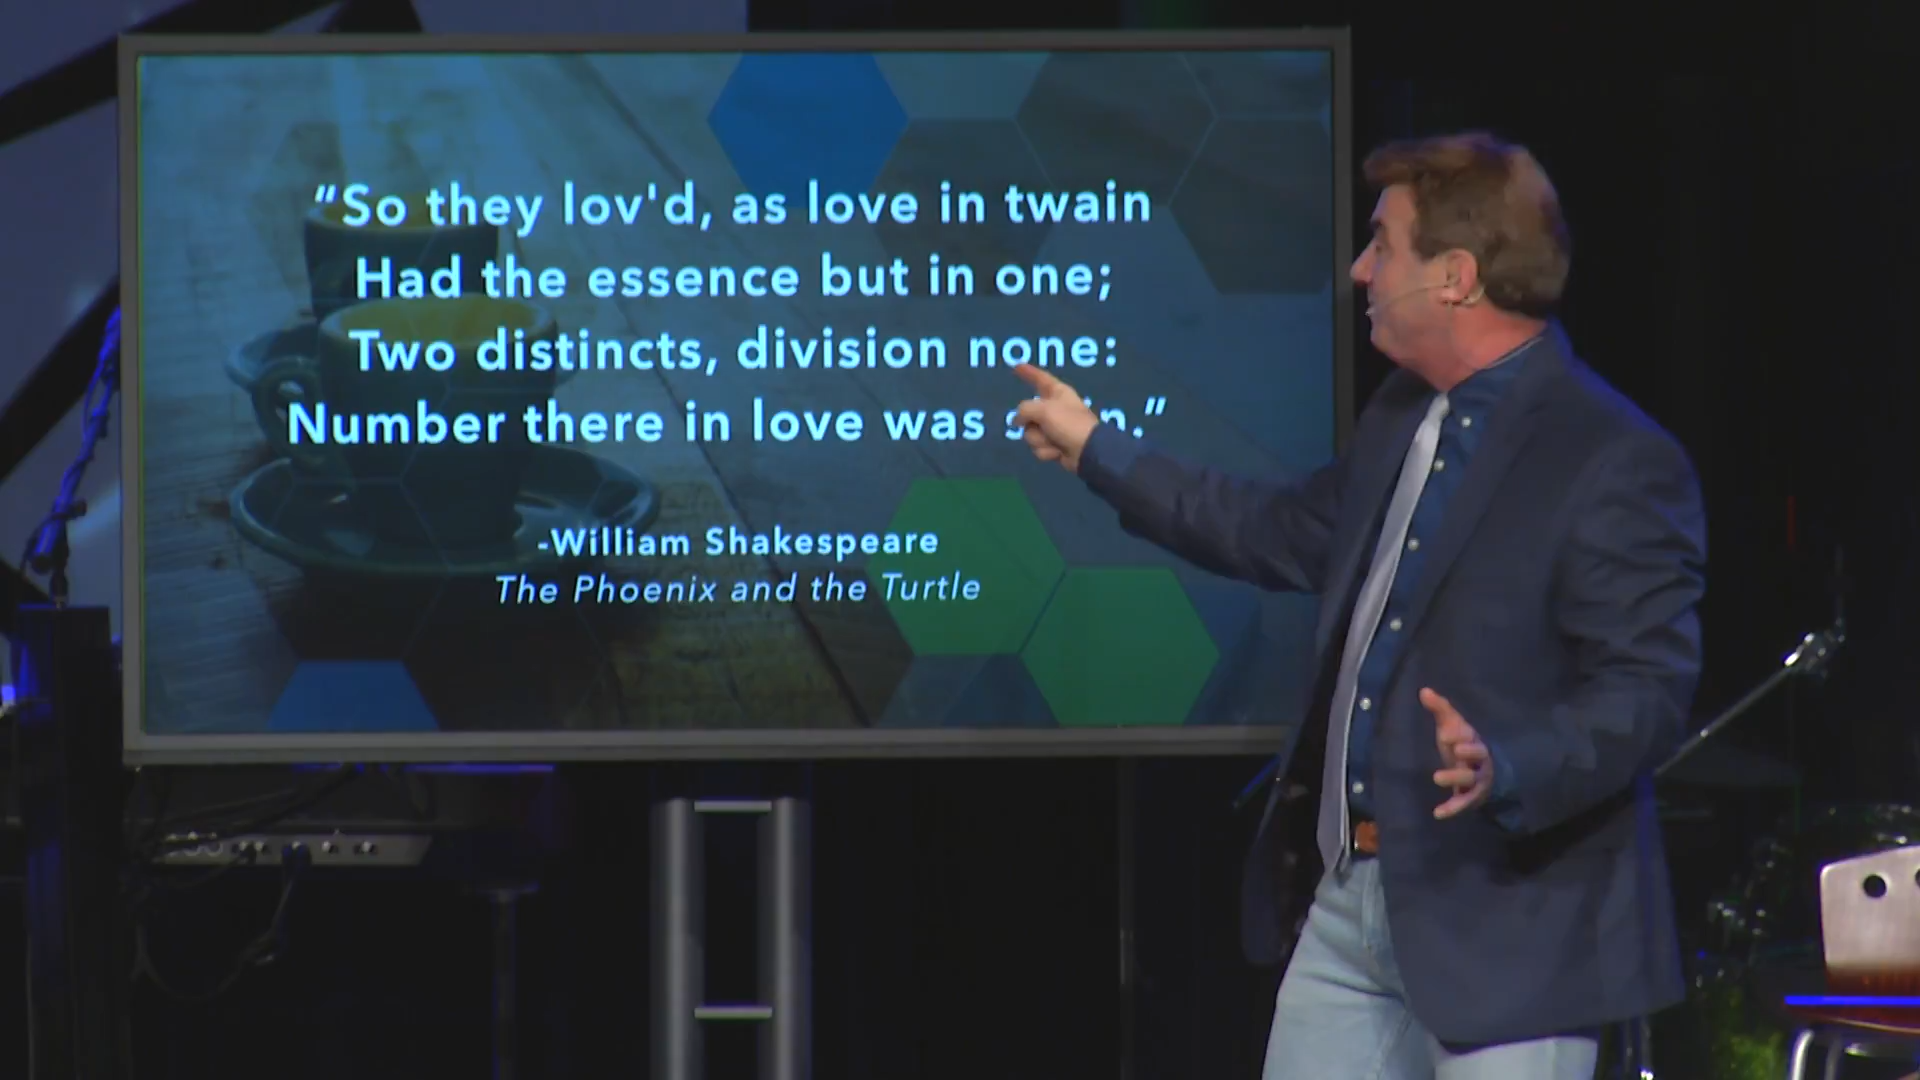 “So they lov'd, as love in twain
Had the essence but in one;
Two distincts, division none:
Number there in love was
-William Shakespeare
The Phoenix and the Turtle